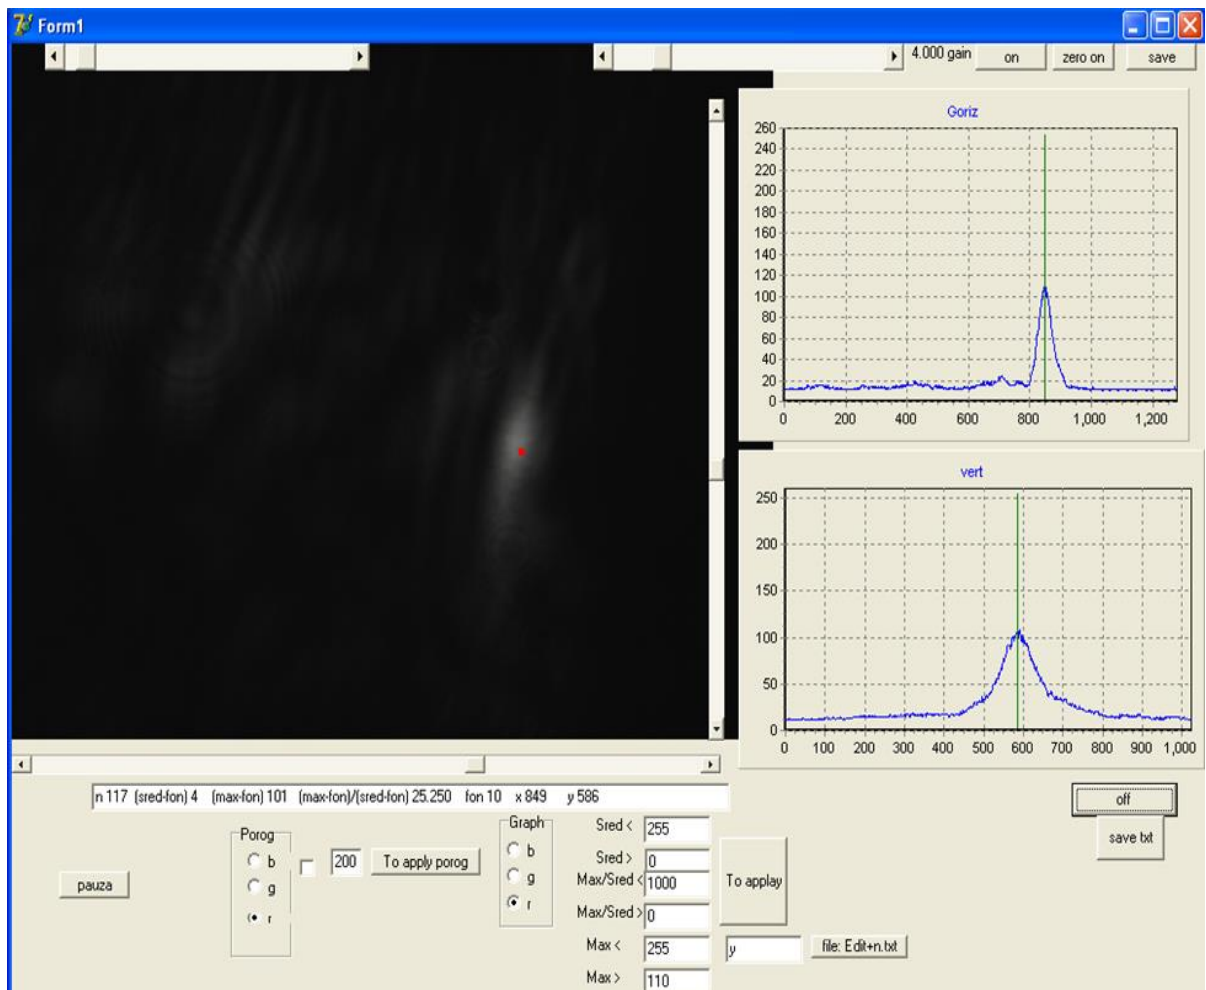 Form1
4.000 gain on zero on save
Goriz
260
240
220
200
180
160
140
120
100
80
60
40
20
0
0 200 400 600 800 1,000 1,200
vert
250
200
150
100
50
0
0 100 200 300 400 500 600 700 800 900 1,000
n 117 (sred-fon) 4 (max-fon) 101 (max-fon)/(sred-fon) 25.250 fon 10 x 849 y 586
off
save txt
pauza
Porog
b
g
r
200 To apply porog
Graph
b
g
r
Sred < 255
Sred > 0
Max/Sred < 1000
Max/Sred > 0
Max < 255
Max > 110
To applay
y file: Edit+n.txt